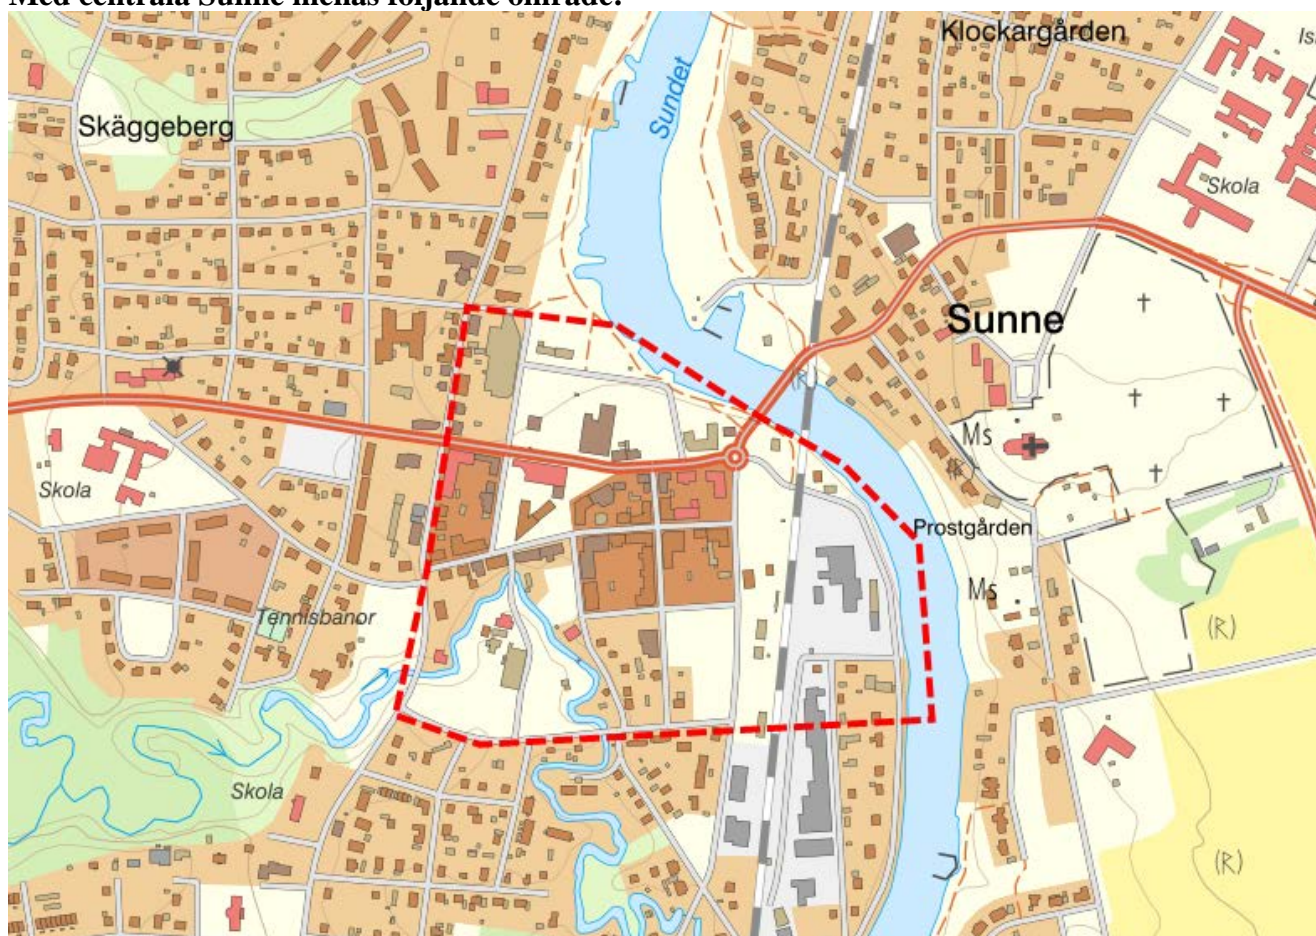 Med centrala Sunne menas följande område:
Klockargården
Skäggeberg
Sundet
Skola
Sunne
(R)
Ms
Skola
Prostgården
Ms
Tennisbanor
(R)
Skola
(R)